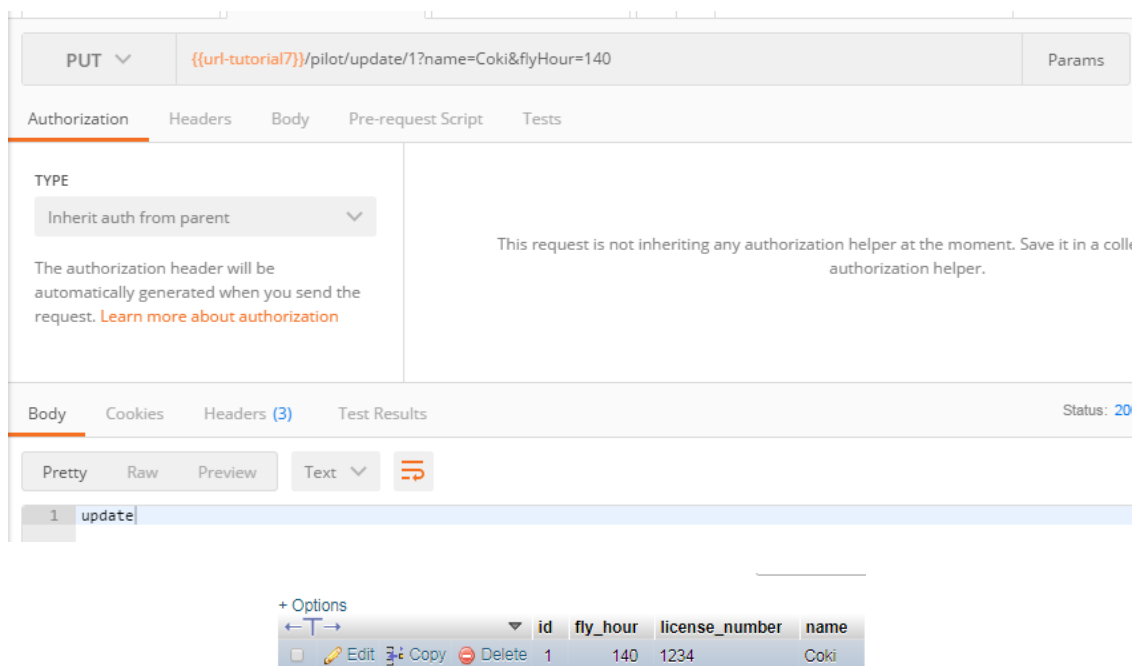 PUT {{url-tutorial7}}/pilot/update/1?name=Coki&flyHour=140 Params
Authorization Headers Body Pre-request Script Tests
TYPE
Inherit auth from parent
The authorization header will be
automatically generated when you send the
request. Learn more about authorization
This request is not inheriting any authorization helper at the moment. Save it in a colle
authorization helper.
Body Cookies Headers (3) Test Results Status: 20
Pretty Raw Preview Text
1 update
+ Options
←T→ ▼ id fly_hour license_number name
Edit Copy Delete 1 140 1234 Coki